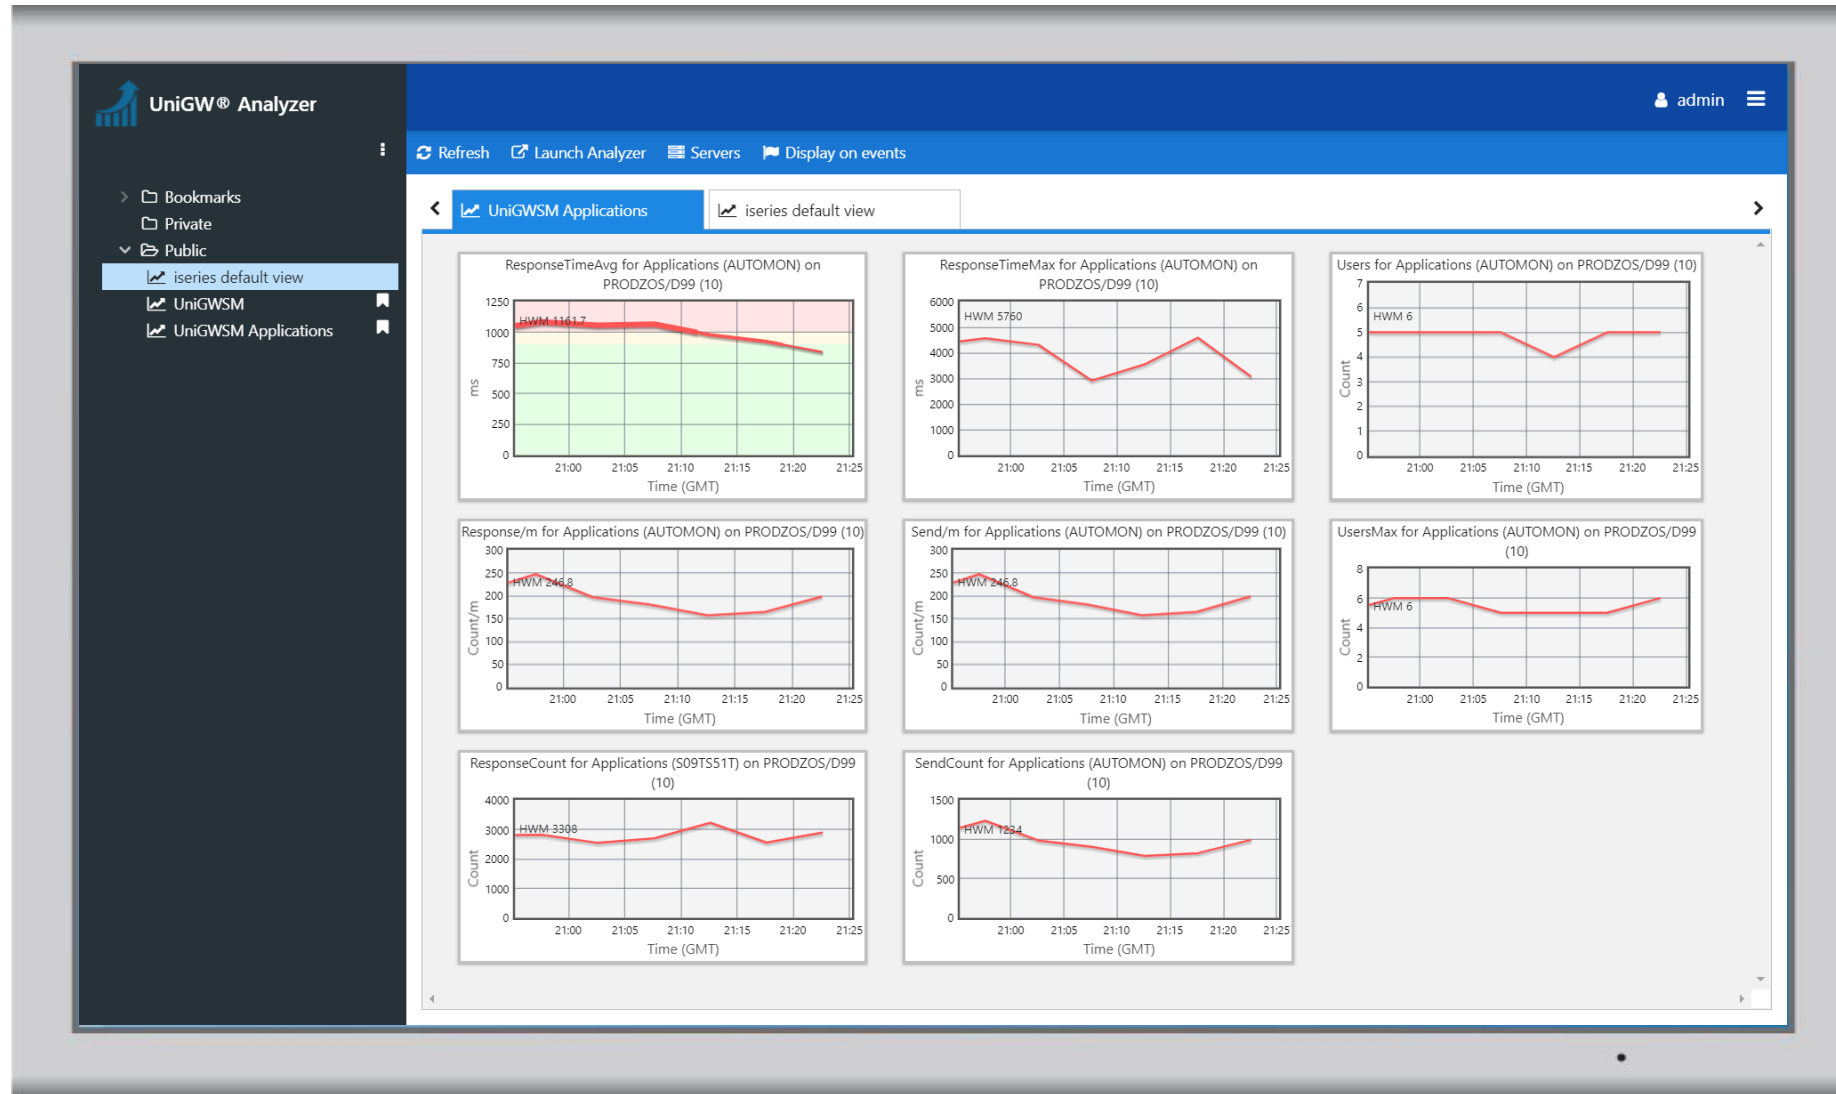 UniGW® Analyzer
admin
Refresh Launch Analyzer Servers Display on events
Bookmarks
Private
Public
iseries default view
UniGWSM
UniGWSM Applications
UniGWSM Applications
iseries default view
ResponseTimeAvg for Applications (AUTOMON) on
PRODZOS/D99 (10)
1250
1000
750
500
250
0
ms
HWM 1161.7
21:00 21:05 21:10 21:15 21:20 21:25
Time (GMT)
ResponseTimeMax for Applications (AUTOMON) on
PRODZOS/D99 (10)
6000
5000
4000
3000
2000
1000
0
ms
HWM 5760
21:00 21:05 21:10 21:15 21:20 21:25
Time (GMT)
Users for Applications (AUTOMON) on PRODZOS/D99 (10)
7
6
5
4
3
2
1
0
Count
HWM 6
21:00 21:05 21:10 21:15 21:20 21:25
Time (GMT)
Response/m for Applications (AUTOMON) on PRODZOS/D99 (10)
300
250
200
150
100
50
0
Count/m
HWM 246.8
21:00 21:05 21:10 21:15 21:20 21:25
Time (GMT)
Send/m for Applications (AUTOMON) on PRODZOS/D99 (10)
300
250
200
150
100
50
0
Count/m
HWM 246.8
21:00 21:05 21:10 21:15 21:20 21:25
Time (GMT)
UsersMax for Applications (AUTOMON) on PRODZOS/D99
(10)
8
6
4
2
0
Count
HWM 6
21:00 21:05 21:10 21:15 21:20 21:25
Time (GMT)
ResponseCount for Applications (S09TS51T) on PRODZOS/D99
(10)
4000
3000
2000
1000
0
Count
HWM 3308
21:00 21:05 21:10 21:15 21:20 21:25
Time (GMT)
SendCount for Applications (AUTOMON) on PRODZOS/D99
(10)
1500
1000
500
0
Count
HWM 1234
21:00 21:05 21:10 21:15 21:20 21:25
Time (GMT)